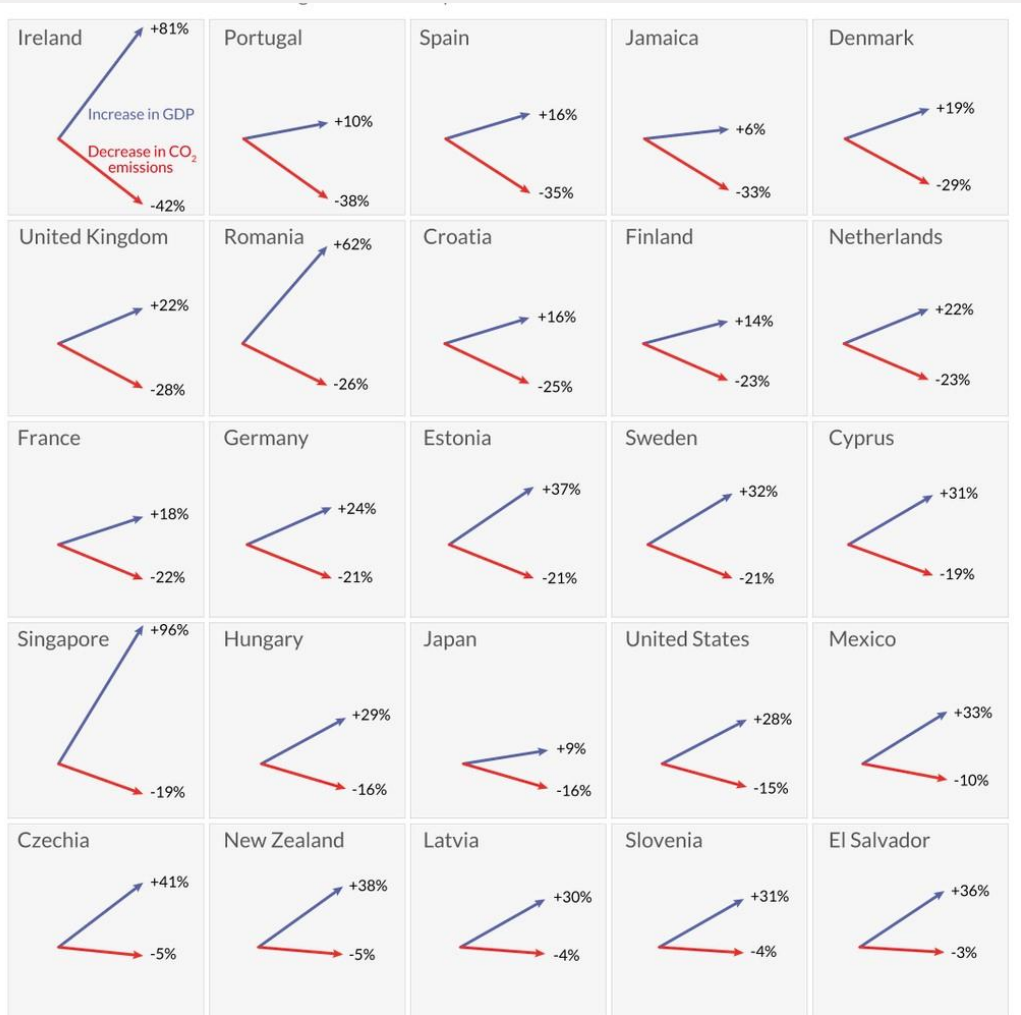 Ireland
+81%
Increase in GDP
Decrease in CO₂
emissions
-42%
Portugal
+10%
-38%
Spain
+16%
-35%
Jamaica
+6%
-33%
Denmark
+19%
-29%
United Kingdom
+22%
-28%
Romania
+62%
-26%
Croatia
+16%
-25%
Finland
+14%
-23%
Netherlands
+22%
-23%
France
+18%
-22%
Germany
+24%
-21%
Estonia
+37%
-21%
Sweden
+32%
-21%
Cyprus
+31%
-19%
Singapore
+96%
-19%
Hungary
+29%
-16%
Japan
+9%
-16%
United States
+28%
-15%
Mexico
+33%
-10%
Czechia
+41%
-5%
New Zealand
+38%
-5%
Latvia
+30%
-4%
Slovenia
+31%
-4%
El Salvador
+36%
-3%